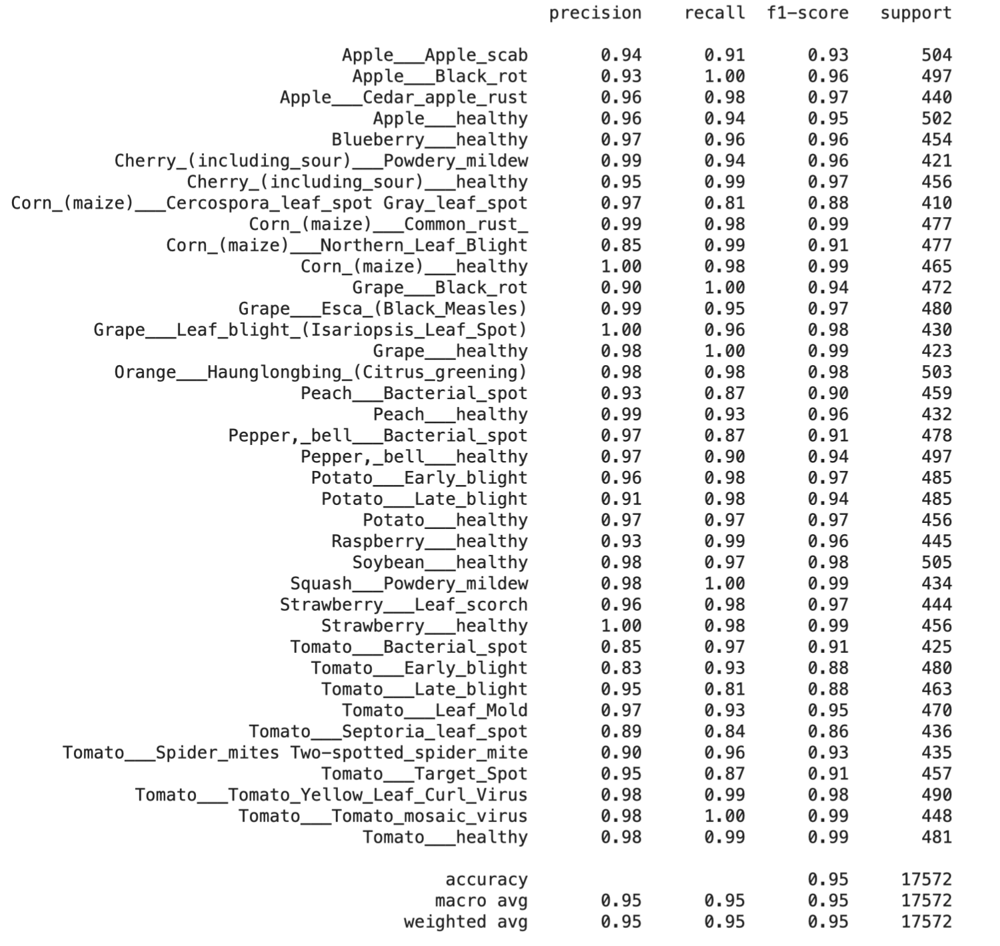 precision recall f1-score support
Apple___Apple_scab 0.94 0.91 0.93 504
Apple___Black_rot 0.93 1.00 0.96 497
Apple___Cedar_apple_rust 0.96 0.98 0.97 440
Apple___healthy 0.96 0.94 0.95 502
Blueberry___healthy 0.97 0.96 0.96 454
Cherry_(including_sour)___Powdery_mildew 0.99 0.94 0.96 421
Cherry_(including_sour)___healthy 0.95 0.99 0.97 456
Corn_(maize)___Cercospora_leaf_spot Gray_leaf_spot 0.97 0.81 0.88 410
Corn_(maize)___Common_rust_ 0.99 0.98 0.99 477
Corn_(maize)___Northern_Leaf_Blight 0.85 0.99 0.91 477
Corn_(maize)___healthy 1.00 0.98 0.99 465
Grape___Black_rot 0.90 1.00 0.94 472
Grape___Esca_(Black_Measles) 0.99 0.95 0.97 480
Grape___Leaf_blight_(Isariopsis_Leaf_Spot) 1.00 0.96 0.98 430
Grape___healthy 0.98 1.00 0.99 423
Orange___Haunglongbing_(Citrus_greening) 0.98 0.98 0.98 503
Peach___Bacterial_spot 0.93 0.87 0.90 459
Peach___healthy 0.99 0.93 0.96 432
Pepper,_bell___Bacterial_spot 0.97 0.87 0.91 478
Pepper,_bell___healthy 0.97 0.90 0.94 497
Potato___Early_blight 0.96 0.98 0.97 485
Potato___Late_blight 0.91 0.98 0.94 485
Potato___healthy 0.97 0.97 0.97 456
Raspberry___healthy 0.93 0.99 0.96 445
Soybean___healthy 0.98 0.97 0.98 505
Squash___Powdery_mildew 0.98 1.00 0.99 434
Strawberry___Leaf_scorch 0.96 0.98 0.97 444
Strawberry___healthy 1.00 0.98 0.99 456
Tomato___Bacterial_spot 0.85 0.97 0.91 425
Tomato___Early_blight 0.83 0.93 0.88 480
Tomato___Late_blight 0.95 0.81 0.88 463
Tomato___Leaf_Mold 0.97 0.93 0.95 470
Tomato___Septoria_leaf_spot 0.89 0.84 0.86 436
Tomato___Spider_mites Two-spotted_spider_mite 0.90 0.96 0.93 435
Tomato___Target_Spot 0.95 0.87 0.91 457
Tomato___Tomato_Yellow_Leaf_Curl_Virus 0.98 0.99 0.98 490
Tomato___Tomato_mosaic_virus 0.98 1.00 0.99 448
Tomato___healthy 0.98 0.99 0.99 481
accuracy 0.95 17572
macro avg 0.95 0.95 0.95 17572
weighted avg 0.95 0.95 0.95 17572